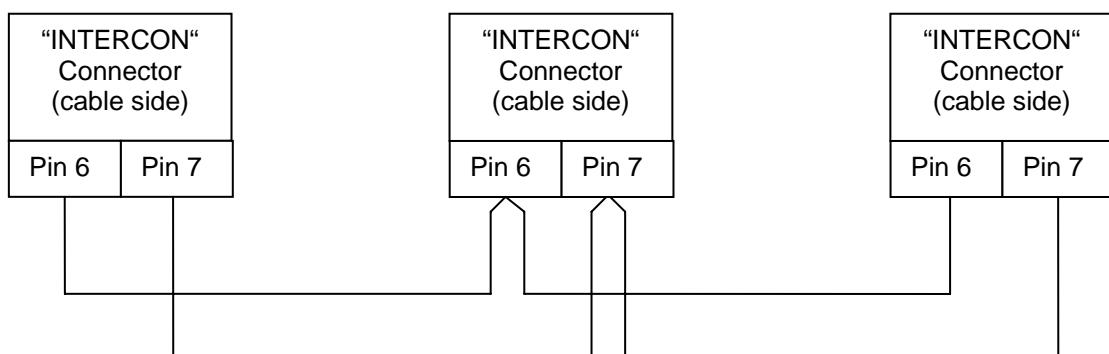 “INTERCON“
Connector
(cable side)
Pin 6
Pin 7
“INTERCON“
Connector
(cable side)
Pin 6
Pin 7
“INTERCON“
Connector
(cable side)
Pin 6
Pin 7